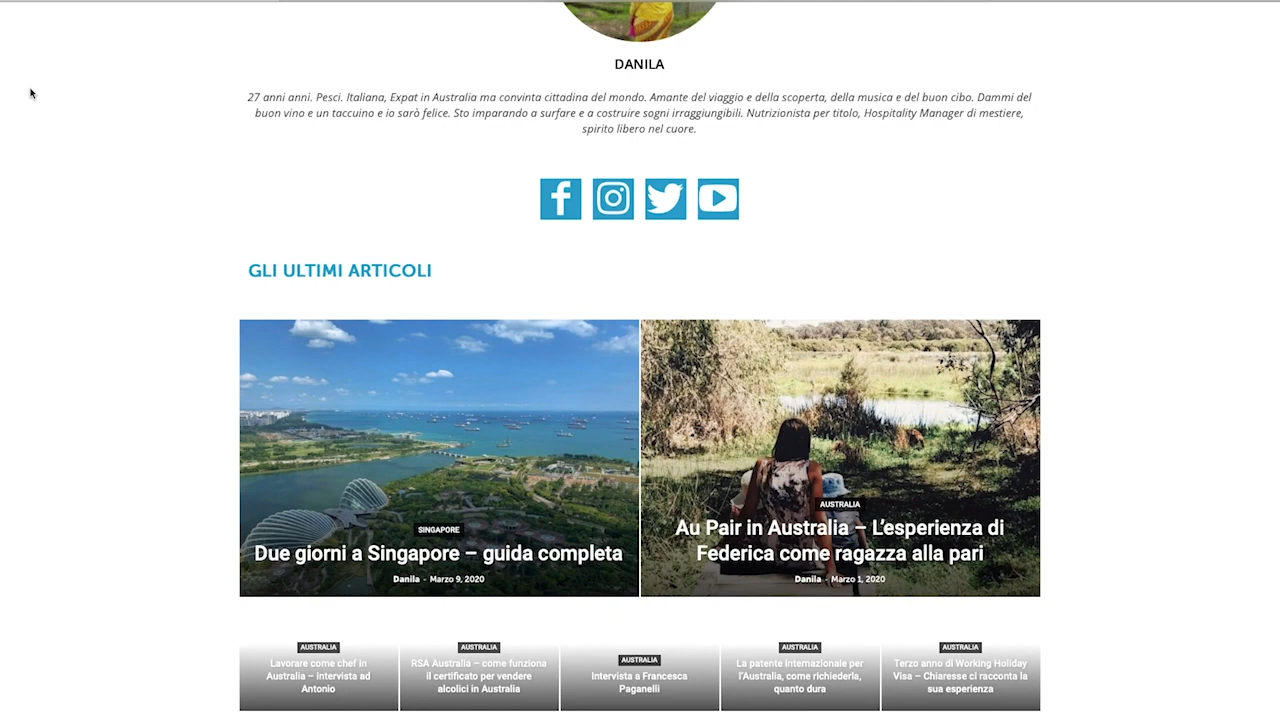 DANILA
27 anni anni. Pesci. Italiana, Expat in Australia ma convinta cittadina del mondo. Amante del viaggio e della scoperta, della musica e del buon cibo. Dammi del
buon vino e un taccuino e io sarò felice. Sto imparando a surfare e a costruire sogni irraggiungibili. Nutrizionista per titolo, Hospitality Manager di mestiere,
spirito libero nel cuore.
GLI ULTIMI ARTICOLI
SINGAPORE
Due giorni a Singapore – guida completa
Danila - Marzo 9, 2020
AUSTRALIA
Au Pair in Australia – L'esperienza di
Federica come ragazza alla pari
Danila - Marzo 1, 2020
AUSTRALIA
Lavorare come chef in
Australia – intervista ad
Antonio
AUSTRALIA
RSA Australia – come funziona
il certificato per vendere
alcolici in Australia
AUSTRALIA
Intervista a Francesca
Paganelli
AUSTRALIA
La patente internazionale per
l'Australia, come richiederla,
quanto dura
AUSTRALIA
Terzo anno di Working Holiday
Visa – Chiaresse ci racconta la
sua esperienza